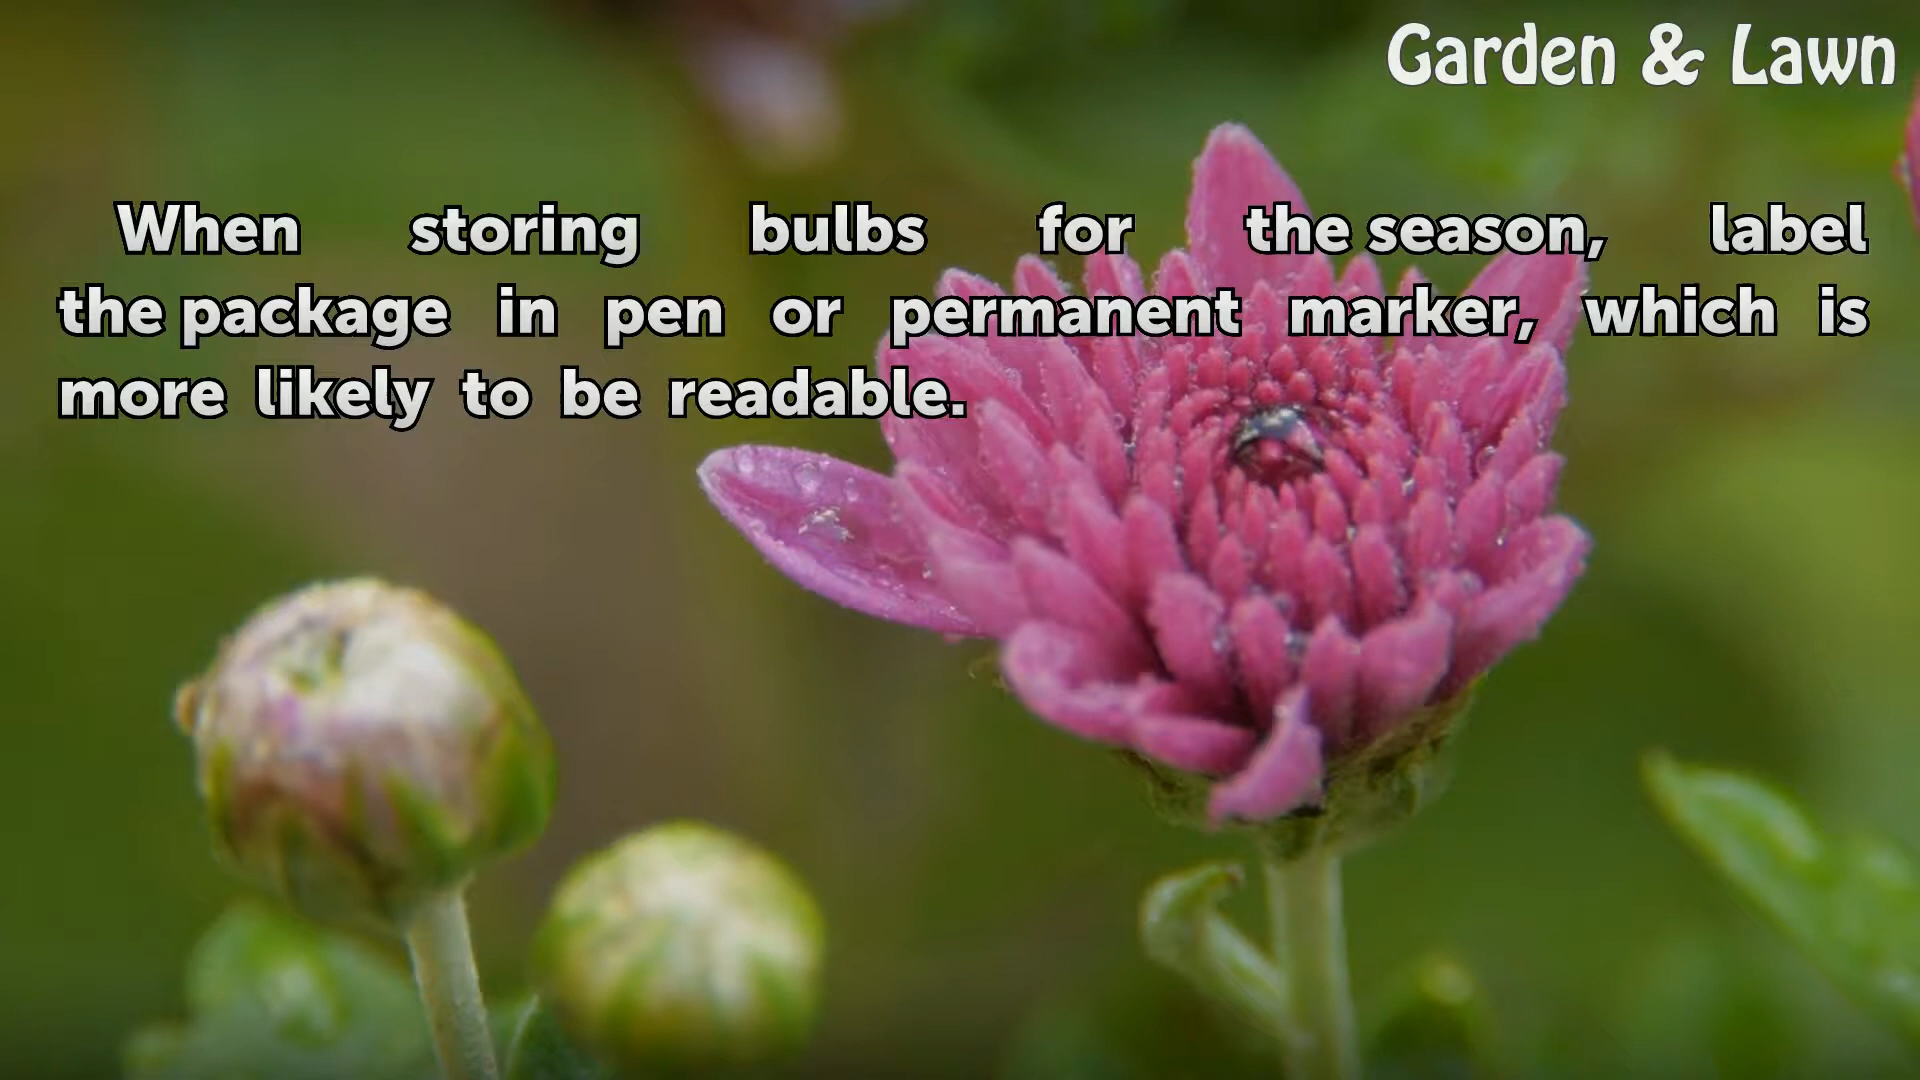 Garden & Lawn
When storing bulbs for the season, label
the package in pen or permanent marker, which is
more likely to be readable.